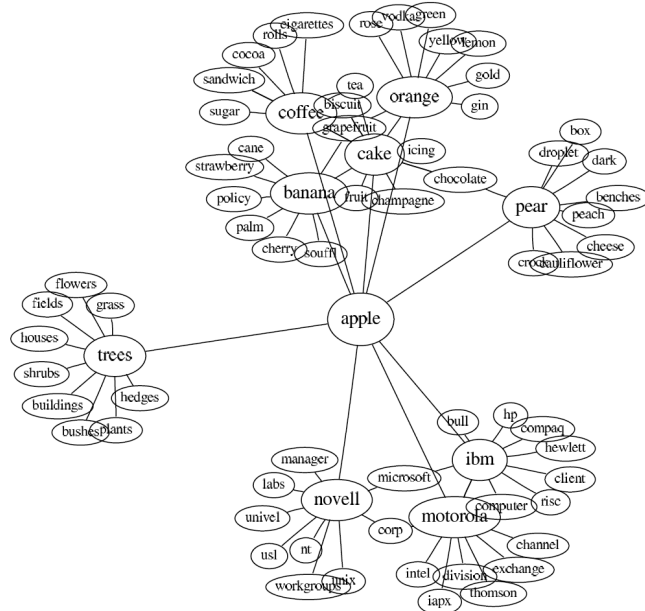 cigarettes
rolls
cocoa
sandwich
sugar
coffee
tea
biscuit
grapefruit
rose
vodka
green
yellow
lemon
gold
gin
orange
cake
icing
cane
strawberry
policy
palm
cherry
souffl
banana
fruit
champagne
chocolate
box
droplet
dark
benches
peach
cheese
cauliflower
crock
pear
apple
flowers
fields
grass
houses
shrubs
buildings
bushes
plants
hedges
trees
bull
hp
compaq
hewlett
client
risc
computer
ibm
microsoft
manager
labs
univel
usl
nt
workgroups
unix
corp
novell
motorola
channel
exchange
thomson
division
intel
iapx